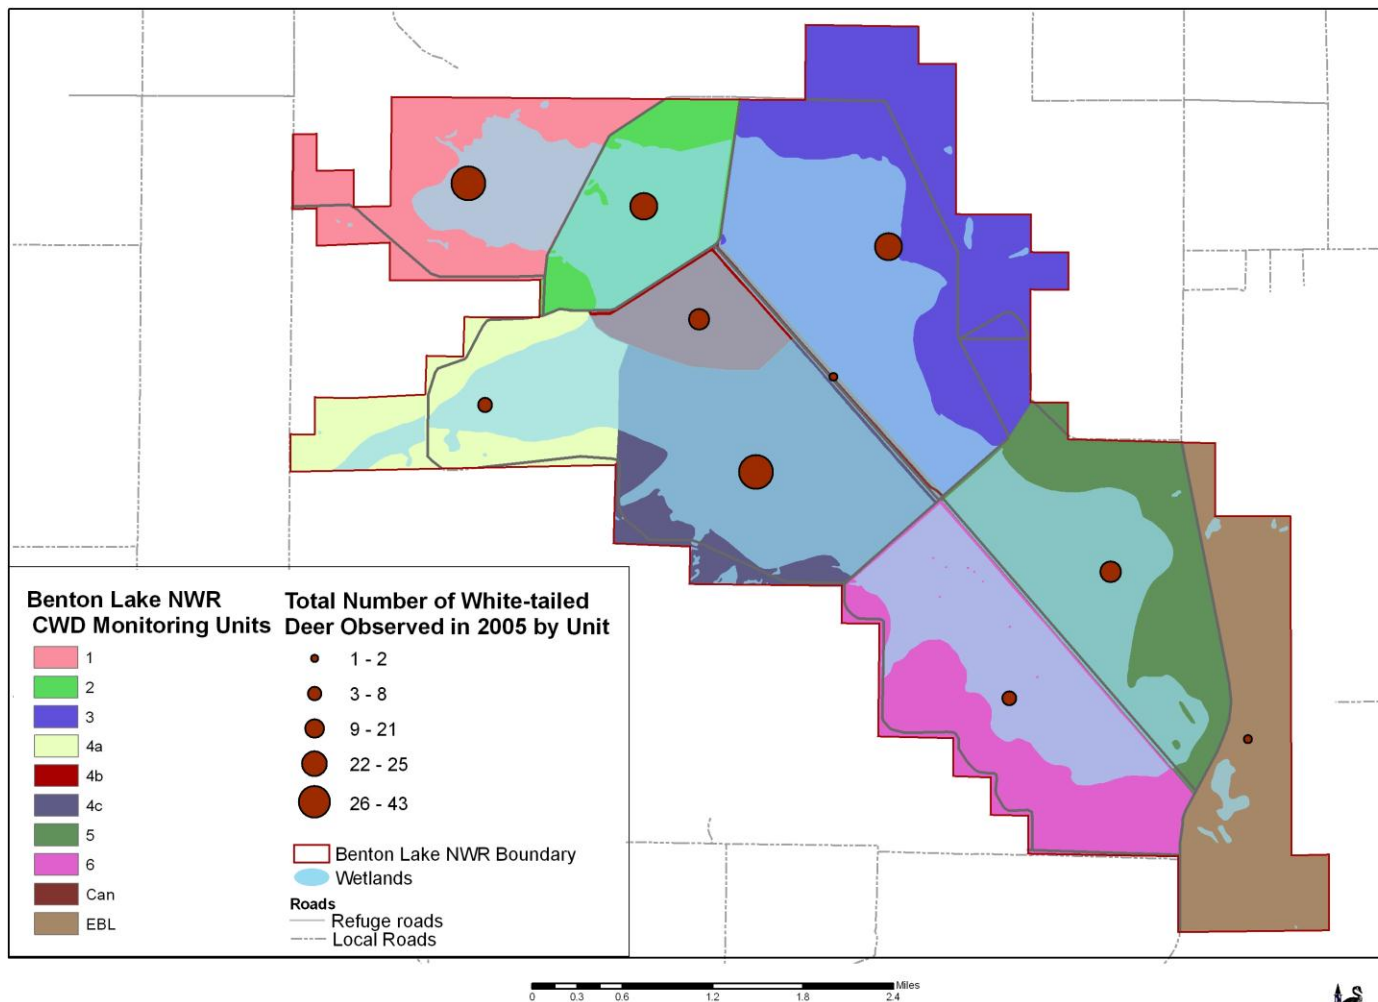 Benton Lake NWR
CWD Monitoring Units
1
2
3
4a
4b
4c
5
6
Can
EBL
Total Number of White-tailed
Deer Observed in 2005 by Unit
1 - 2
3 - 8
9 - 21
22 - 25
26 - 43
Benton Lake NWR Boundary
Wetlands
Roads
Refuge roads
Local Roads
Miles
0 0.3 0.6 1.2 1.8 2.4